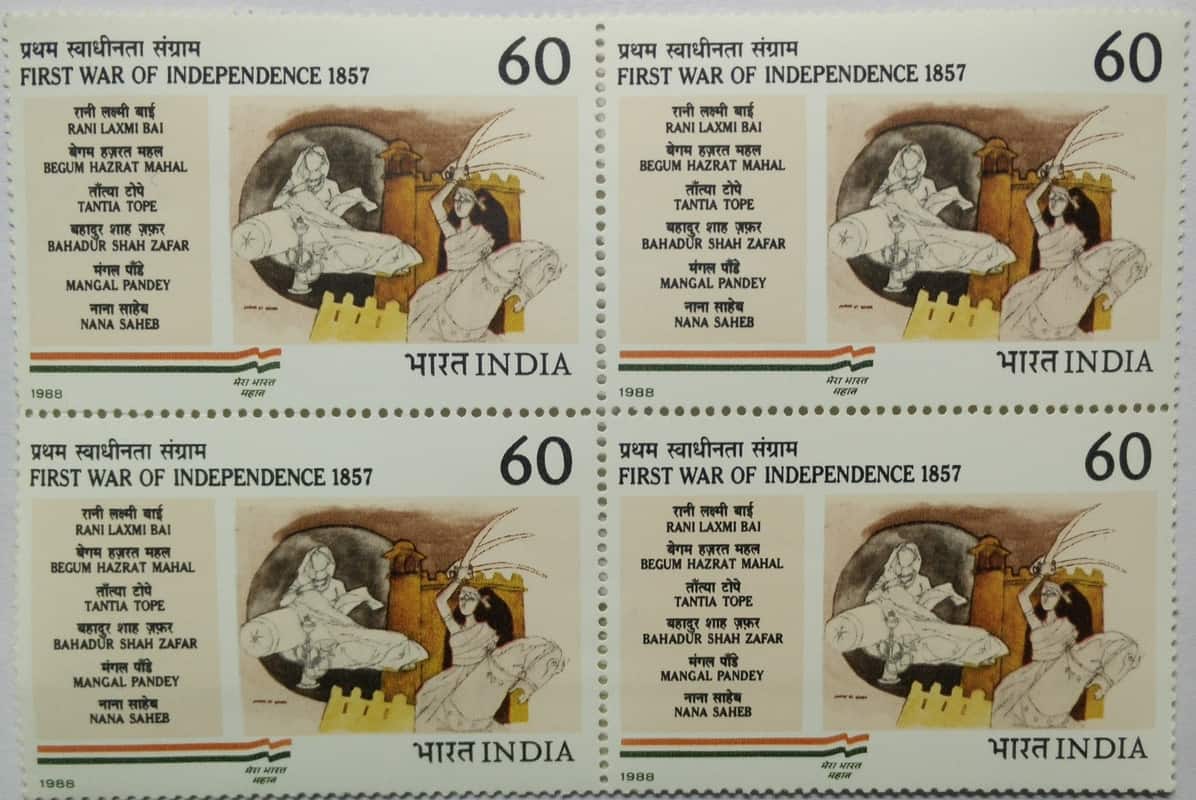 प्रथम स्वाधीनता संग्राम
FIRST WAR OF INDEPENDENCE 1857
60
रानी लक्ष्मी बाई
RANI LAXMI BAI
बेगम हज़रत महल
BEGUM HAZRAT MAHAL
ताँत्या टोपे
TANTIA TOPE
बहादुर शाह ज़फ़र
BAHADUR SHAH ZAFAR
मंगल पाँडे
MANGAL PANDEY
नाना साहेब
NANA SAHEB
भारत INDIA
मेरा भारत
महान
1988
प्रथम स्वाधीनता संग्राम
FIRST WAR OF INDEPENDENCE 1857
60
रानी लक्ष्मी बाई
RANI LAXMI BAI
बेगम हज़रत महल
BEGUM HAZRAT MAHAL
ताँत्या टोपे
TANTIA TOPE
बहादुर शाह ज़फ़र
BAHADUR SHAH ZAFAR
मंगल पाँडे
MANGAL PANDEY
नाना साहेब
NANA SAHEB
भारत INDIA
मेरा भारत
महान
1988
प्रथम स्वाधीनता संग्राम
FIRST WAR OF INDEPENDENCE 1857
60
रानी लक्ष्मी बाई
RANI LAXMI BAI
बेगम हज़रत महल
BEGUM HAZRAT MAHAL
ताँत्या टोपे
TANTIA TOPE
बहादुर शाह ज़फ़र
BAHADUR SHAH ZAFAR
मंगल पाँडे
MANGAL PANDEY
नाना साहेब
NANA SAHEB
भारत INDIA
मेरा भारत
महान
1988
प्रथम स्वाधीनता संग्राम
FIRST WAR OF INDEPENDENCE 1857
60
रानी लक्ष्मी बाई
RANI LAXMI BAI
बेगम हज़रत महल
BEGUM HAZRAT MAHAL
ताँत्या टोपे
TANTIA TOPE
बहादुर शाह ज़फ़र
BAHADUR SHAH ZAFAR
मंगल पाँडे
MANGAL PANDEY
नाना साहेब
NANA SAHEB
भारत INDIA
मेरा भारत
महान
1988